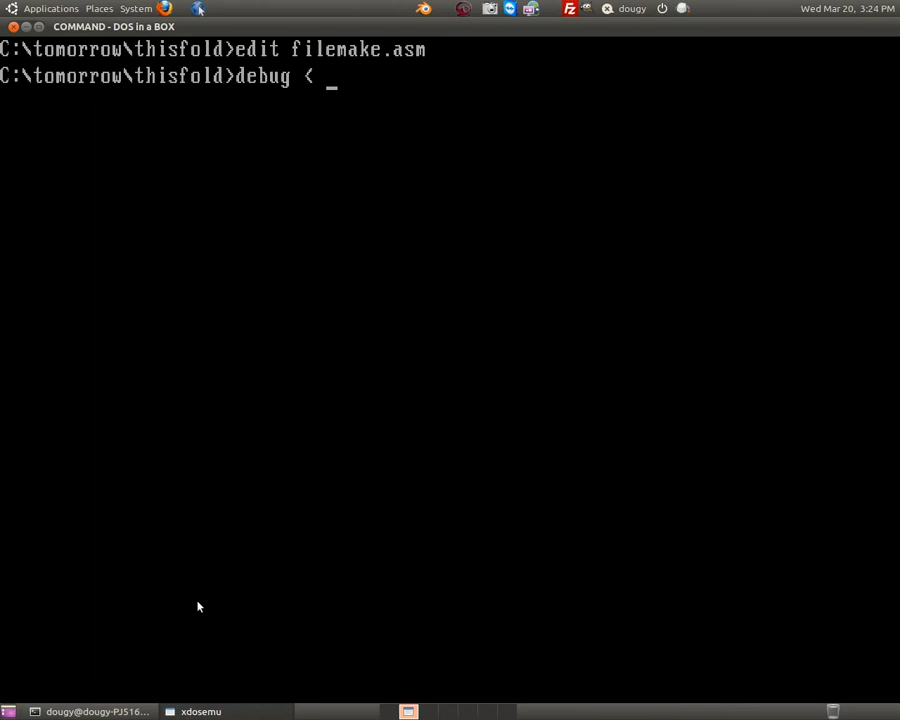 Applications Places System dougy Wed Mar 20, 3:24 PM
COMMAND - DOS in a BOX
C:\tomorrow\thisfold>edit filemake.asm
C:\tomorrow\thisfold>debug < _
dougy@dougy-PJ516... xdosemu